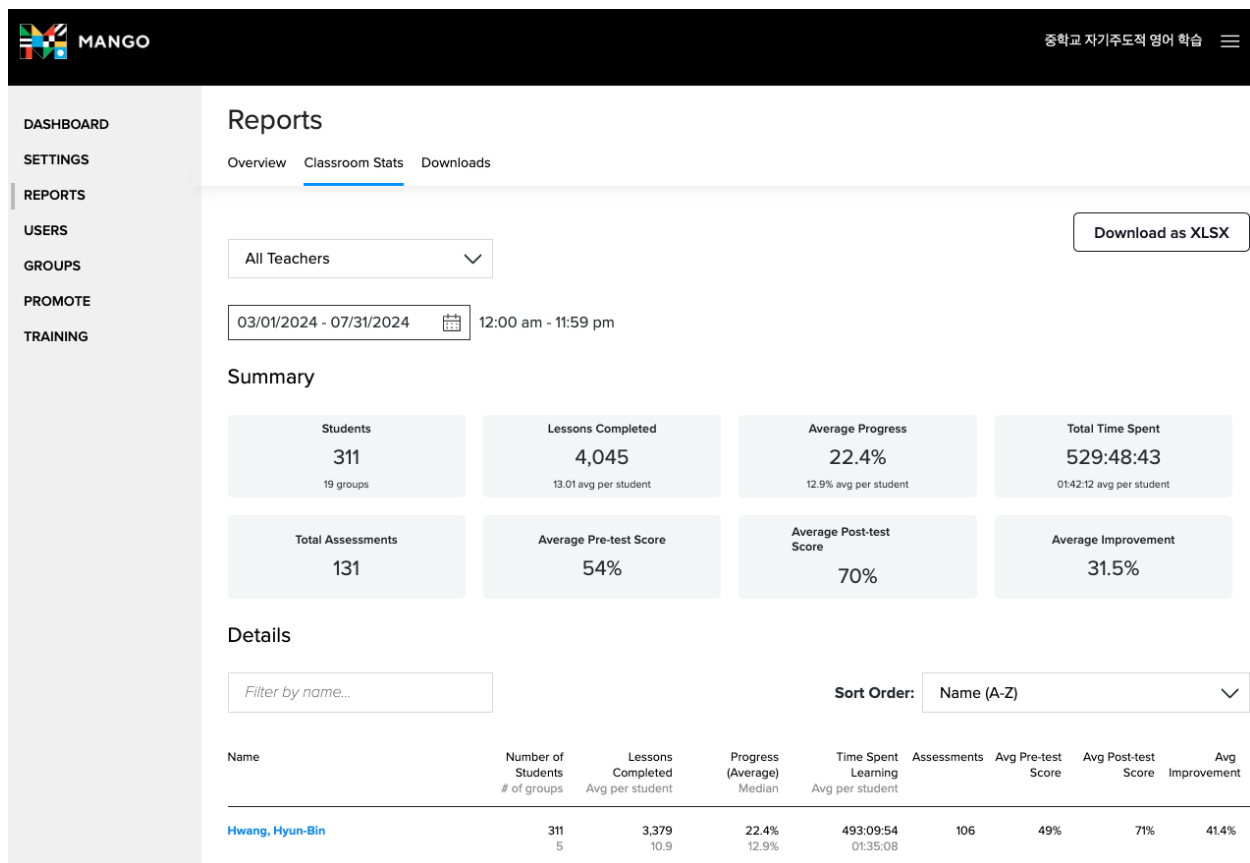 MANGO
중학교 자기주도적 영어 학습
DASHBOARD
SETTINGS
REPORTS
USERS
GROUPS
PROMOTE
TRAINING
Reports
Overview Classroom Stats Downloads
Download as XLSX
All Teachers
03/01/2024 - 07/31/2024 12:00 am - 11:59 pm
Summary
Students
311
19 groups
Lessons Completed
4,045
13.01 avg per student
Average Progress
22.4%
12.9% avg per student
Total Time Spent
529:48:43
01:42:12 avg per student
Total Assessments
131
Average Pre-test Score
54%
Average Post-test
Score
70%
Average Improvement
31.5%
Details
Filter by name...
Sort Order: Name (A-Z)
Name
Number of
Students
# of groups
Lessons
Completed
Avg per student
Progress
(Average)
Median
Time Spent
Learning
Avg per student
Assessments
Avg Pre-test
Score
Avg Post-test
Score
Avg
Improvement
Hwang, Hyun-Bin 311 3,379 22.4% 493:09:54 106 49% 71% 41.4%
5 10.9 12.9% 01:35:08